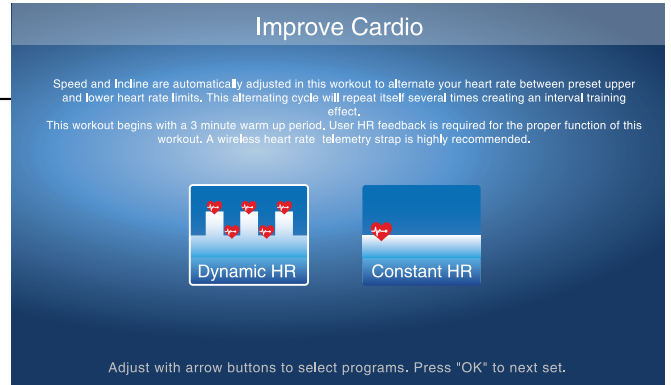 Improve Cardio
Speed and Incline are automatically adjusted in this workout to alternate your heart rate between preset upper
and lower heart rate limits. This alternating cycle will repeat itself several times creating an interval training
effect.
This workout begins with a 3 minute warm up period. User HR feedback is required for the proper function of this
workout. A wireless heart rate telemetry strap is highly recommended.
Dynamic HR
Constant HR
Adjust with arrow buttons to select programs. Press "OK" to next set.